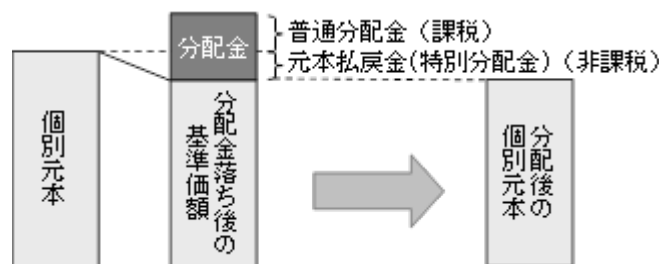 分配金
普通分配金（課税）
元本払戻金(特別分配金)（非課税）
個別元本
分配金落ち後の
基準価額
分配後の
個別元本